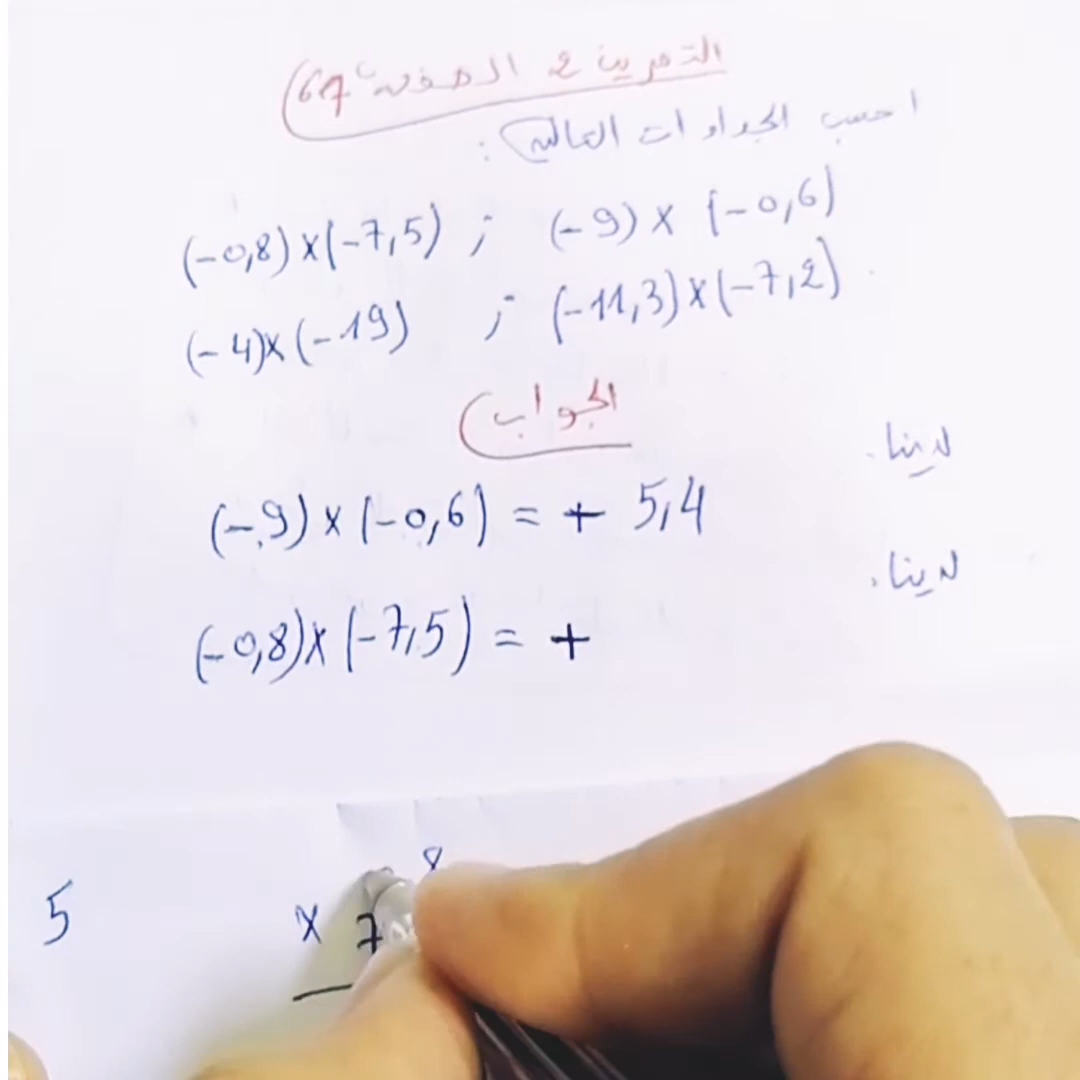 التمرين 2 الصفحة 67
احسب الجداءات التالية :
(-0,8)x(-7,5) ; (-9) x (-0,6)
(-4)x(-19) ; (-11,3)x(-7,2)
الجواب
لدينا.
(-9) x (-0,6) = + 5,4
لدينا.
(-0,8)x(-7,5) = +
8
5 x 7